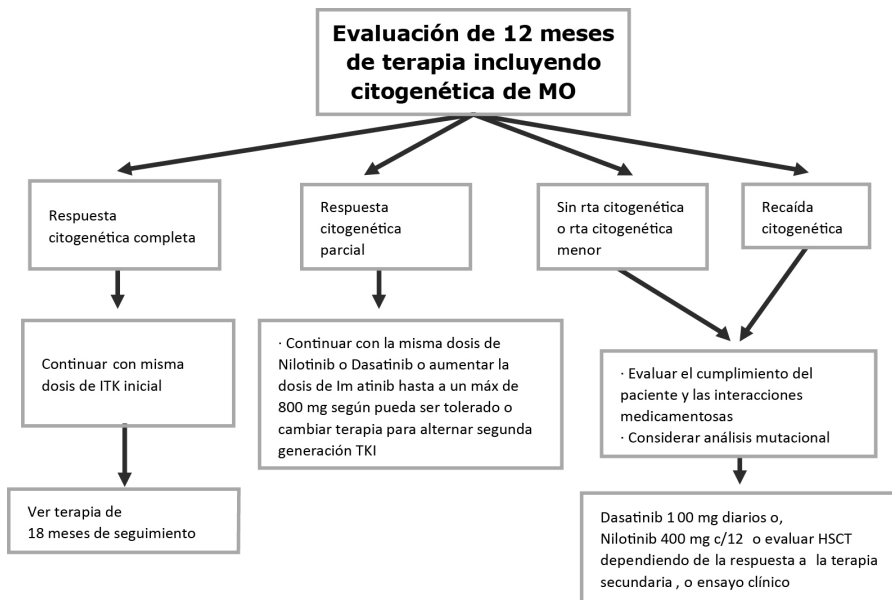 Evaluación de 12 meses
de terapia incluyendo
citogenética de MO
Respuesta
citogenética completa
Respuesta
citogenética
parcial
Sin rta citogenética
o rta citogenética
menor
Recaída
citogenética
Continuar con misma
dosis de ITK inicial
· Continuar con la misma dosis de
Nilotinib o Dasatinib o aumentar la
dosis de Im atinib hasta a un máx de
800 mg según pueda ser tolerado o
cambiar terapia para alternar segunda
generación TKI
· Evaluar el cumplimiento del
paciente y las interacciones
medicamentosas
· Considerar análisis mutacional
Ver terapia de
18 meses de seguimiento
Dasatinib 100 mg diarios o,
Nilotinib 400 mg c/12 o evaluar HSCT
dependiendo de la respuesta a la terapia
secundaria , o ensayo clínico